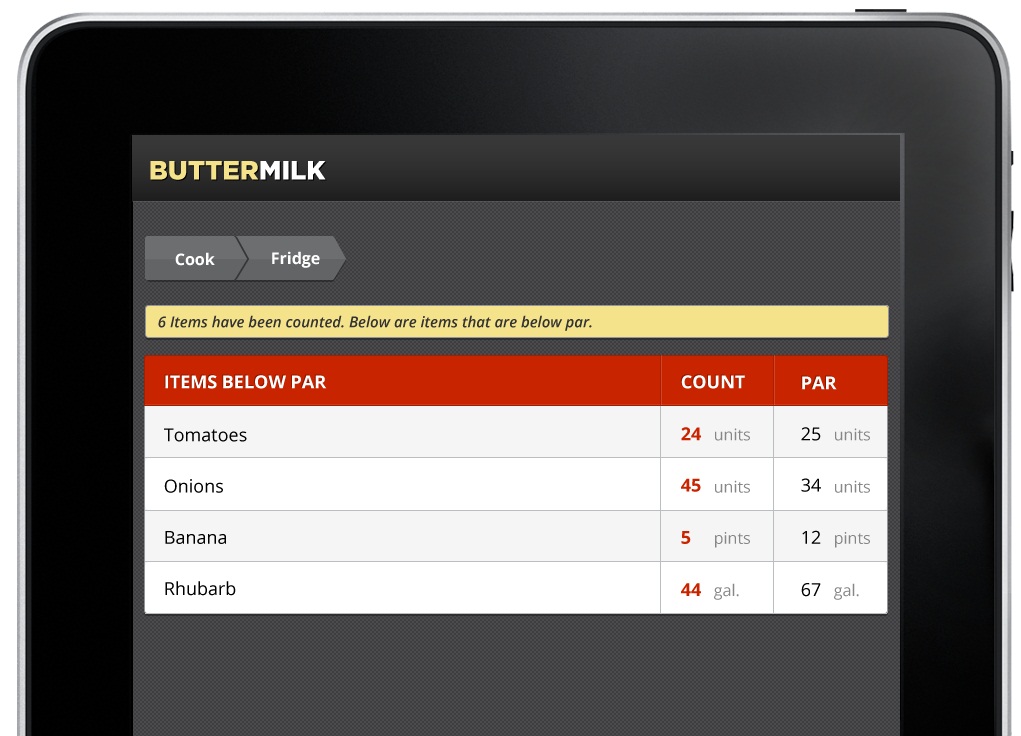 BUTTERMILK
Cook Fridge
6 Items have been counted. Below are items that are below par.
ITEMS BELOW PAR COUNT PAR
Tomatoes 24 units 25 units
Onions 45 units 34 units
Banana 5 pints 12 pints
Rhubarb 44 gal. 67 gal.